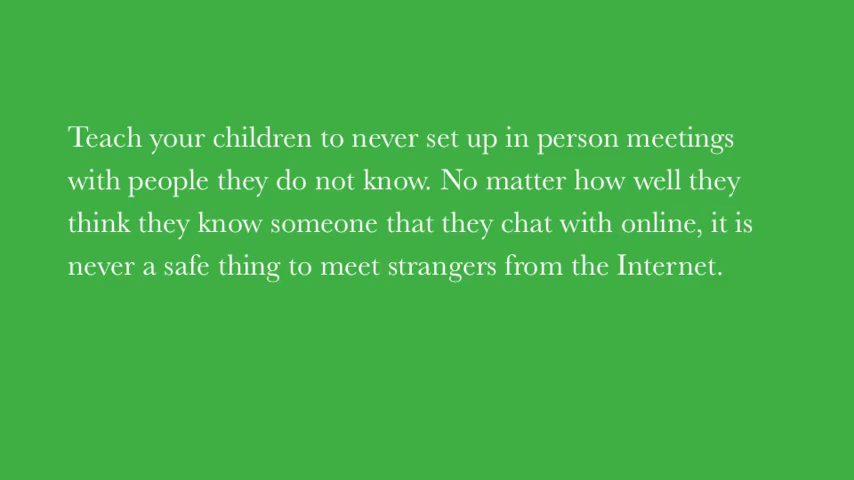 Teach your children to never set up in person meetings
with people they do not know. No matter how well they
think they know someone that they chat with online, it is
never a safe thing to meet strangers from the Internet.